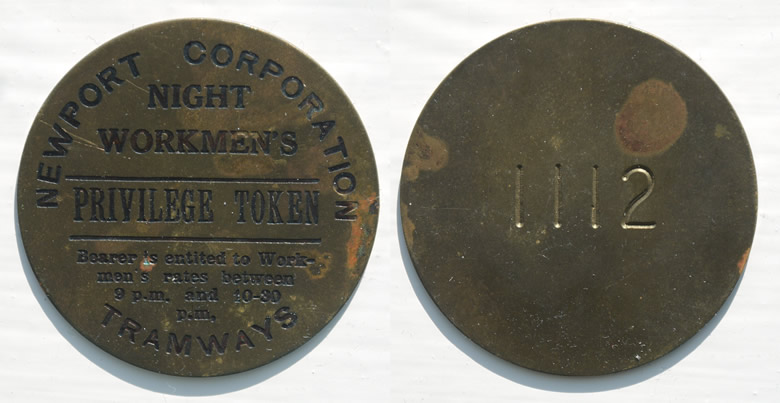 NEWPORT CORPORATION
NIGHT
WORKMEN'S
PRIVILEGE TOKEN
Bearer is entited to Work-
men's rates between
9 p.m. and 10-30
p.m.
TRAMWAYS
1112